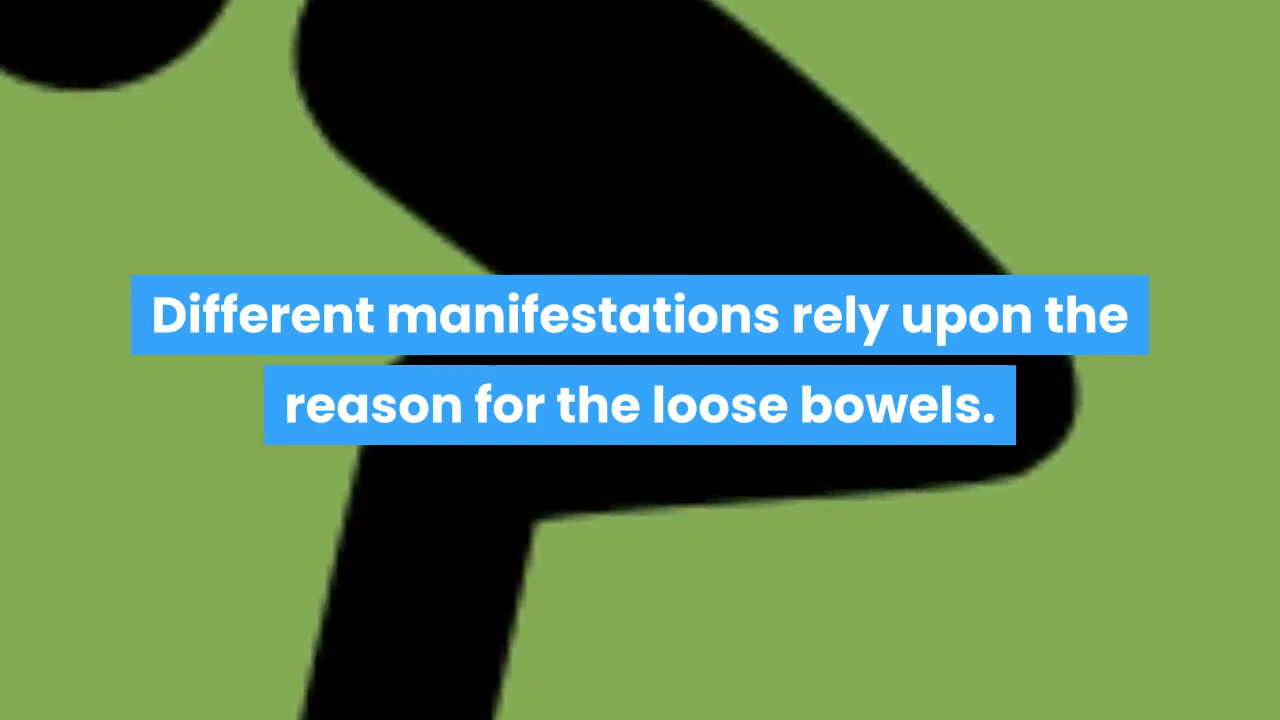 Different manifestations rely upon the
reason for the loose bowels.